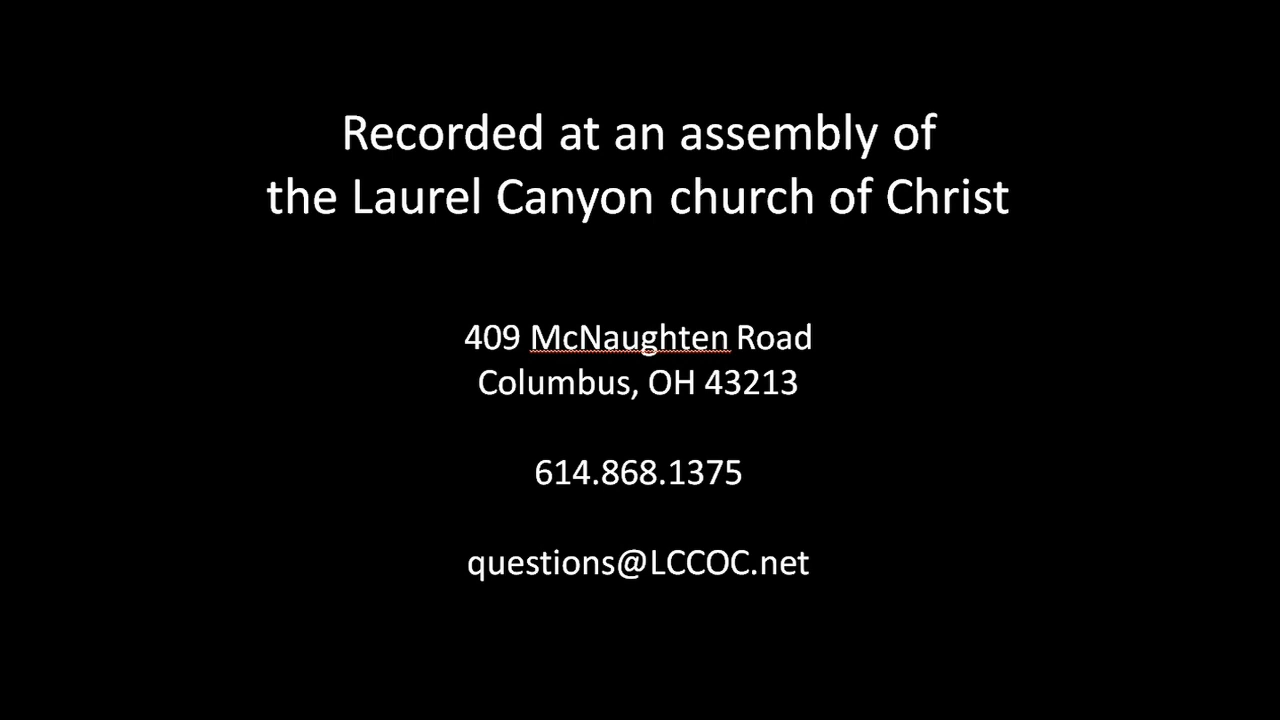 Recorded at an assembly of
the Laurel Canyon church of Christ
409 McNaughten Road
Columbus, OH 43213
614.868.1375
questions@LCCOC.net